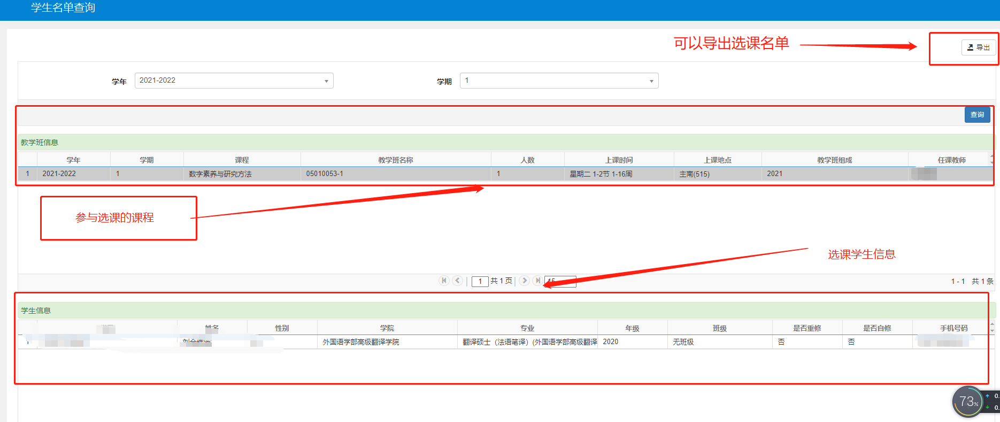 学生名单查询
可以导出选课名单
导出
学年 2021-2022 学期 1
查询
教学班信息
学年 学期 课程 教学班名称 人数 上课时间 上课地点 教学班组成 任课教师
1 2021-2022 1 数字素养与研究方法 05010053-1 1 星期二 1-2节 1-16周 主南(515) 2021
参与选课的课程
选课学生信息
1 共 1 页 15 1 - 1 共 1 条
学生信息
姓名 性别 学院 专业 年级 班级 是否重修 是否自修 手机号码
外国语学部高级翻译学院 翻译硕士（法语笔译）(外国语学部高级翻译 2020 无班级 否 否
73%
0.
0.